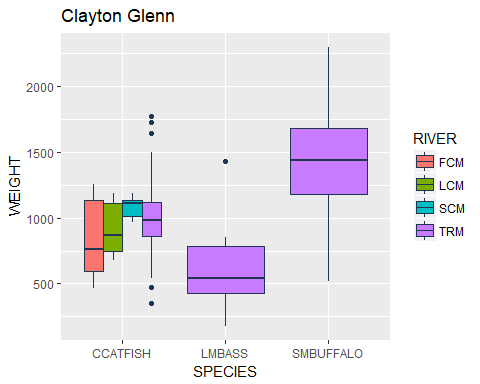 Clayton Glenn
2000
1500
1000
500
WEIGHT
CCATFISH LMBASS SMBUFFALO
SPECIES
RIVER
FCM
LCM
SCM
TRM